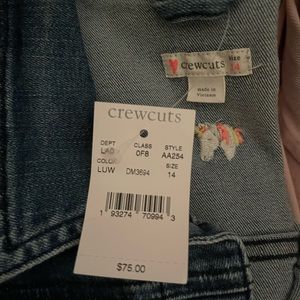 crewcuts
SIZE
14
made in
Vietnam
crewcuts
DEPT CLASS STYLE
0F8 AA254
SIZE
LUW DM3694 14
1 93274 70994 3
$75.00